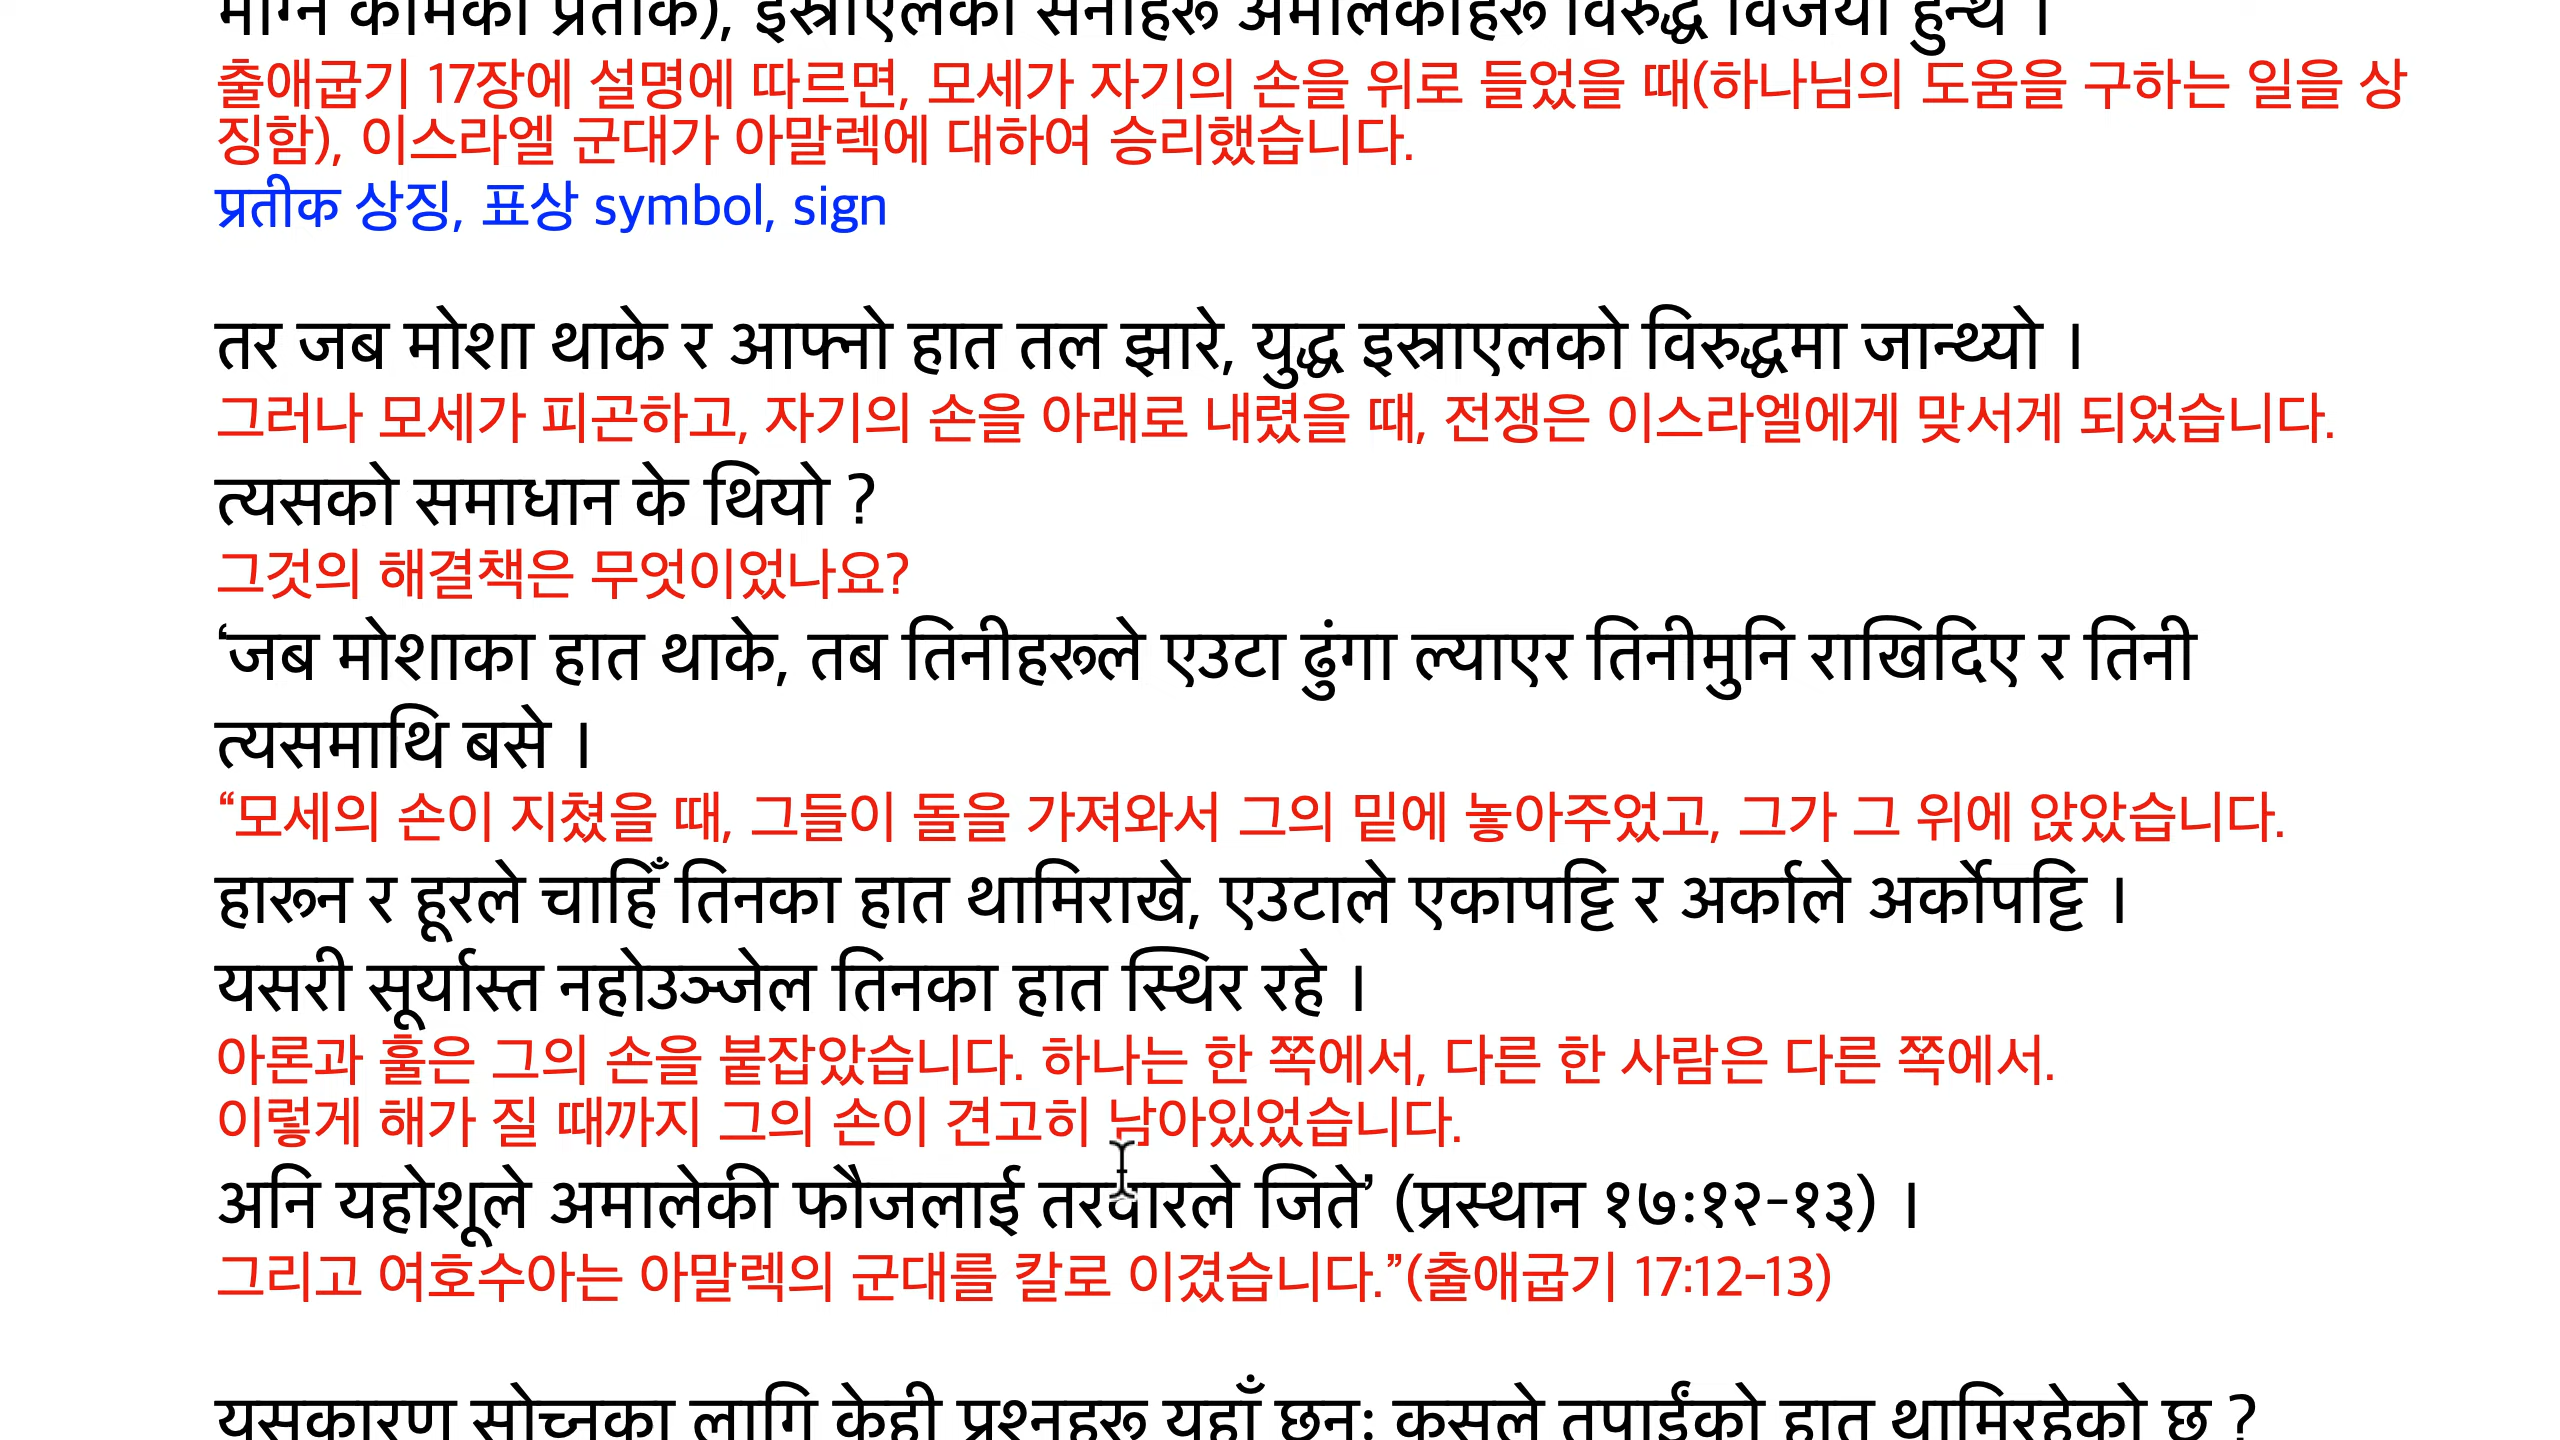 माग्ने कामको प्रतीक), इस्राएलका सेनाहरू अमालेकीहरू विरुद्ध विजयी हुन्थे ।
출애굽기 17장에 설명에 따르면, 모세가 자기의 손을 위로 들었을 때(하나님의 도움을 구하는 일을 상
징함), 이스라엘 군대가 아말렉에 대하여 승리했습니다.
प्रतीक 상징, 표상 symbol, sign
तर जब मोशा थाके र आफ्नो हात तल झारे, युद्ध इस्राएलको विरुद्धमा जान्थ्यो ।
그러나 모세가 피곤하고, 자기의 손을 아래로 내렸을 때, 전쟁은 이스라엘에게 맞서게 되었습니다.
त्यसको समाधान के थियो ?
그것의 해결책은 무엇이었나요?
‘जब मोशाका हात थाके, तब तिनीहरूले एउटा ढुंगा ल्याएर तिनीमुनि राखिदिए र तिनी
त्यसमाथि बसे ।
“모세의 손이 지쳤을 때, 그들이 돌을 가져와서 그의 밑에 놓아주었고, 그가 그 위에 앉았습니다.
हारून र हूरले चाहिँ तिनका हात थामिराखे, एउटाले एकापट्टि र अर्काले अर्कोपट्टि ।
यसरी सूर्यास्त नहोउञ्जेल तिनका हात स्थिर रहे ।
아론과 훌은 그의 손을 붙잡았습니다. 하나는 한 쪽에서, 다른 한 사람은 다른 쪽에서.
이렇게 해가 질 때까지 그의 손이 견고히 남아있었습니다.
अनि यहोशूले अमालेकी फौजलाई तरवारले जिते’ (प्रस्थान १७:१२-१३) ।
그리고 여호수아는 아말렉의 군대를 칼로 이겼습니다.”(출애굽기 17:12-13)
यसकारण सोच्नका लागि केही प्रश्नहरू यहाँ छन: कसले तपाईंको हात थामिरहेको छ ?